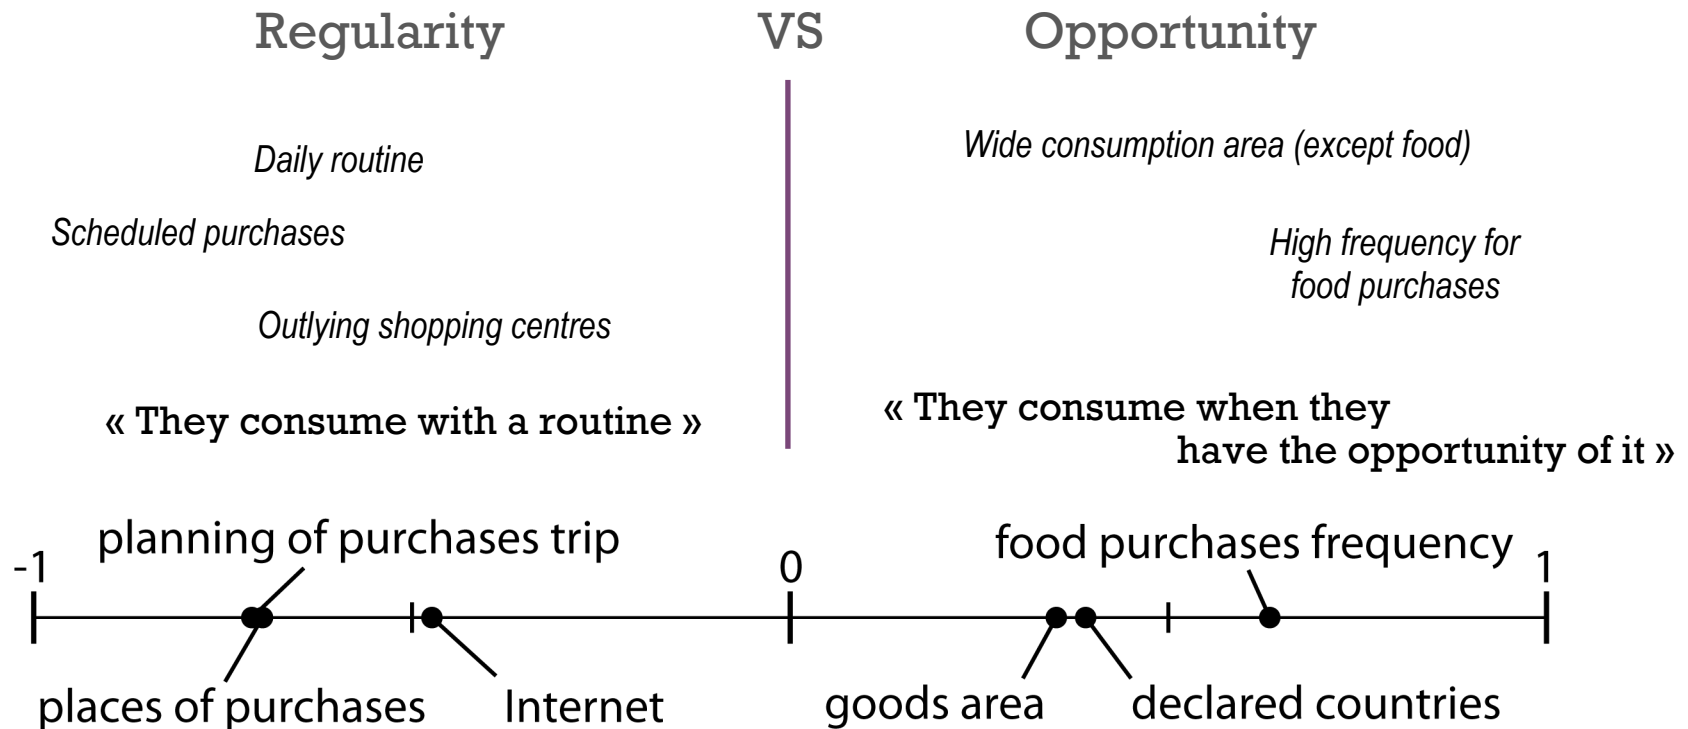 Regularity VS Opportunity
Daily routine
Scheduled purchases
Outlying shopping centres
« They consume with a routine »
Wide consumption area (except food)
High frequency for
food purchases
« They consume when they
have the opportunity of it »
planning of purchases trip
food purchases frequency
-1
0
1
places of purchases
Internet
goods area
declared countries